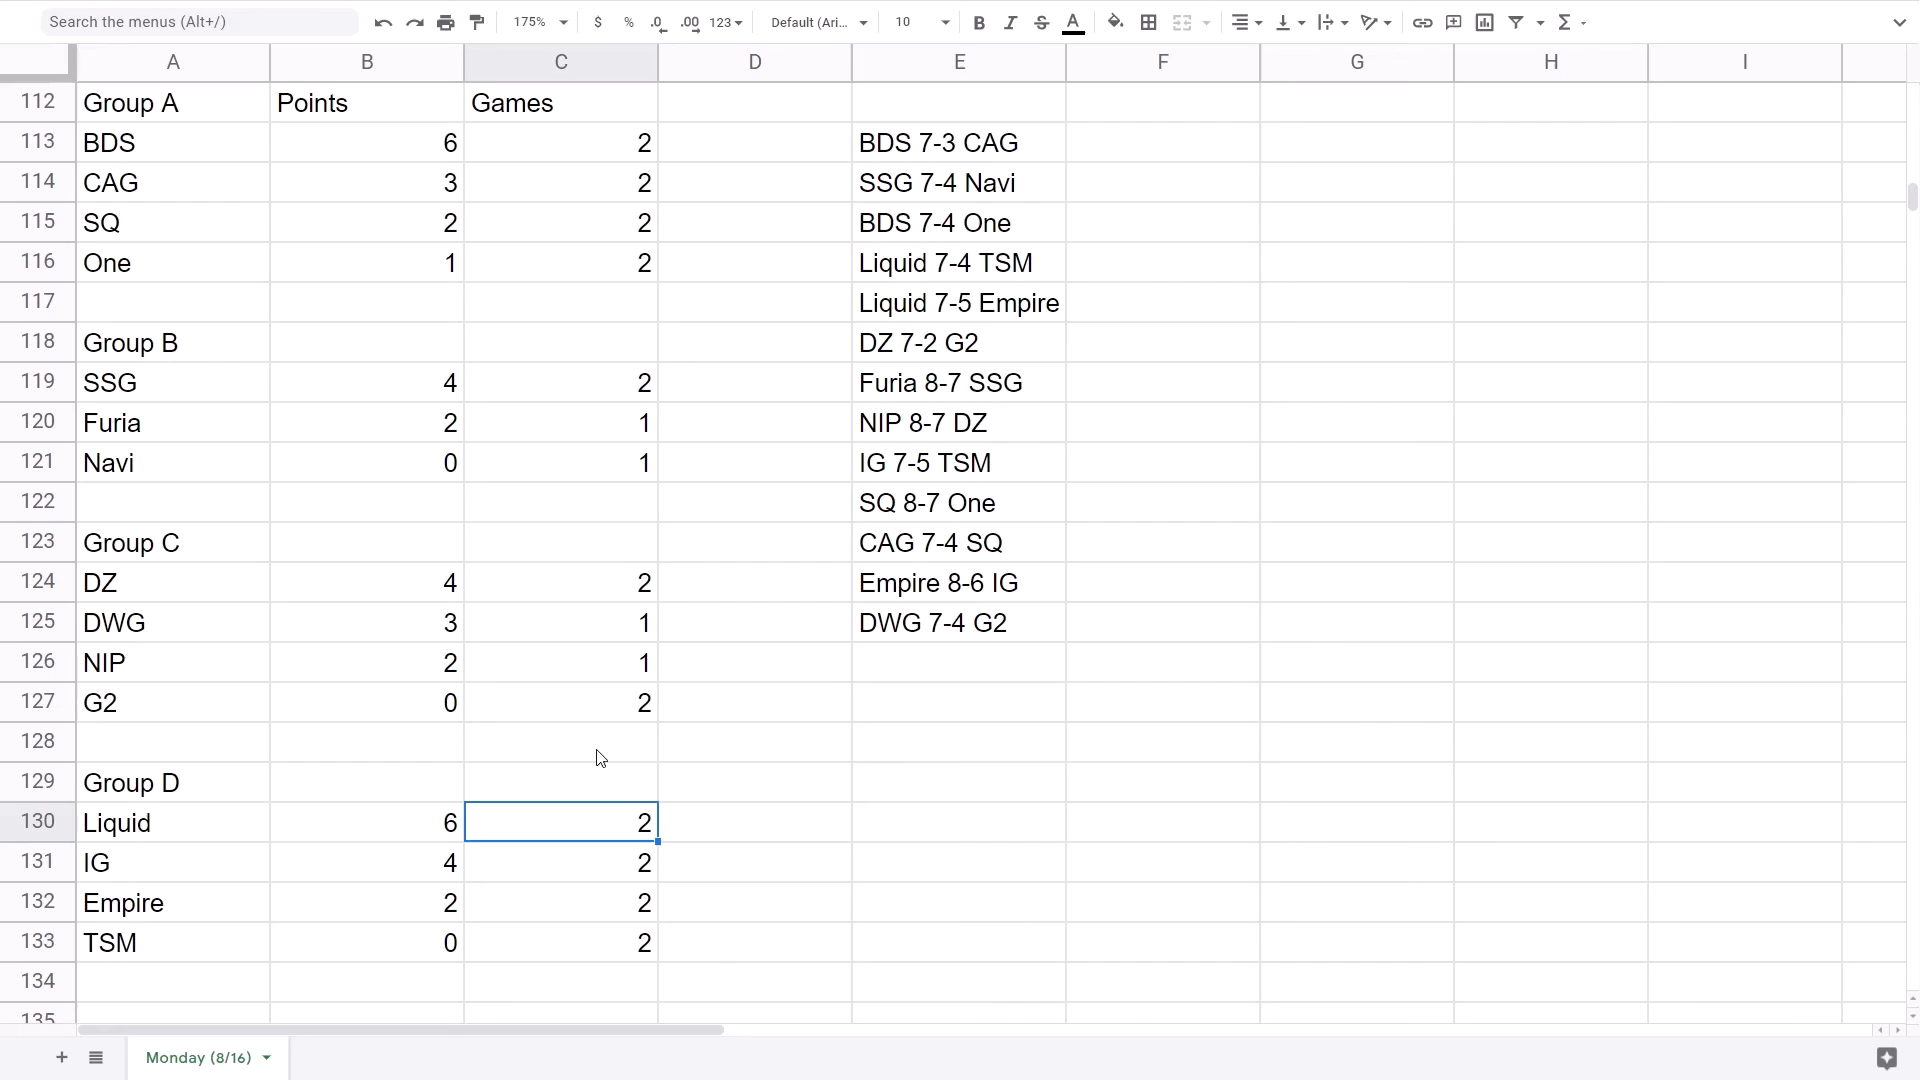 Search the menus (Alt+/) 175% $ % .0 .00 123 Default (Ari... 10 B I S A Σ
A B C D E F G H I
112 Group A Points Games
113 BDS 6 2 BDS 7-3 CAG
114 CAG 3 2 SSG 7-4 Navi
115 SQ 2 2 BDS 7-4 One
116 One 1 2 Liquid 7-4 TSM
117 Liquid 7-5 Empire
118 Group B DZ 7-2 G2
119 SSG 4 2 Furia 8-7 SSG
120 Furia 2 1 NIP 8-7 DZ
121 Navi 0 1 IG 7-5 TSM
122 SQ 8-7 One
123 Group C CAG 7-4 SQ
124 DZ 4 2 Empire 8-6 IG
125 DWG 3 1 DWG 7-4 G2
126 NIP 2 1
127 G2 0 2
128
129 Group D
130 Liquid 6 2
131 IG 4 2
132 Empire 2 2
133 TSM 0 2
134
135
+ Monday (8/16)